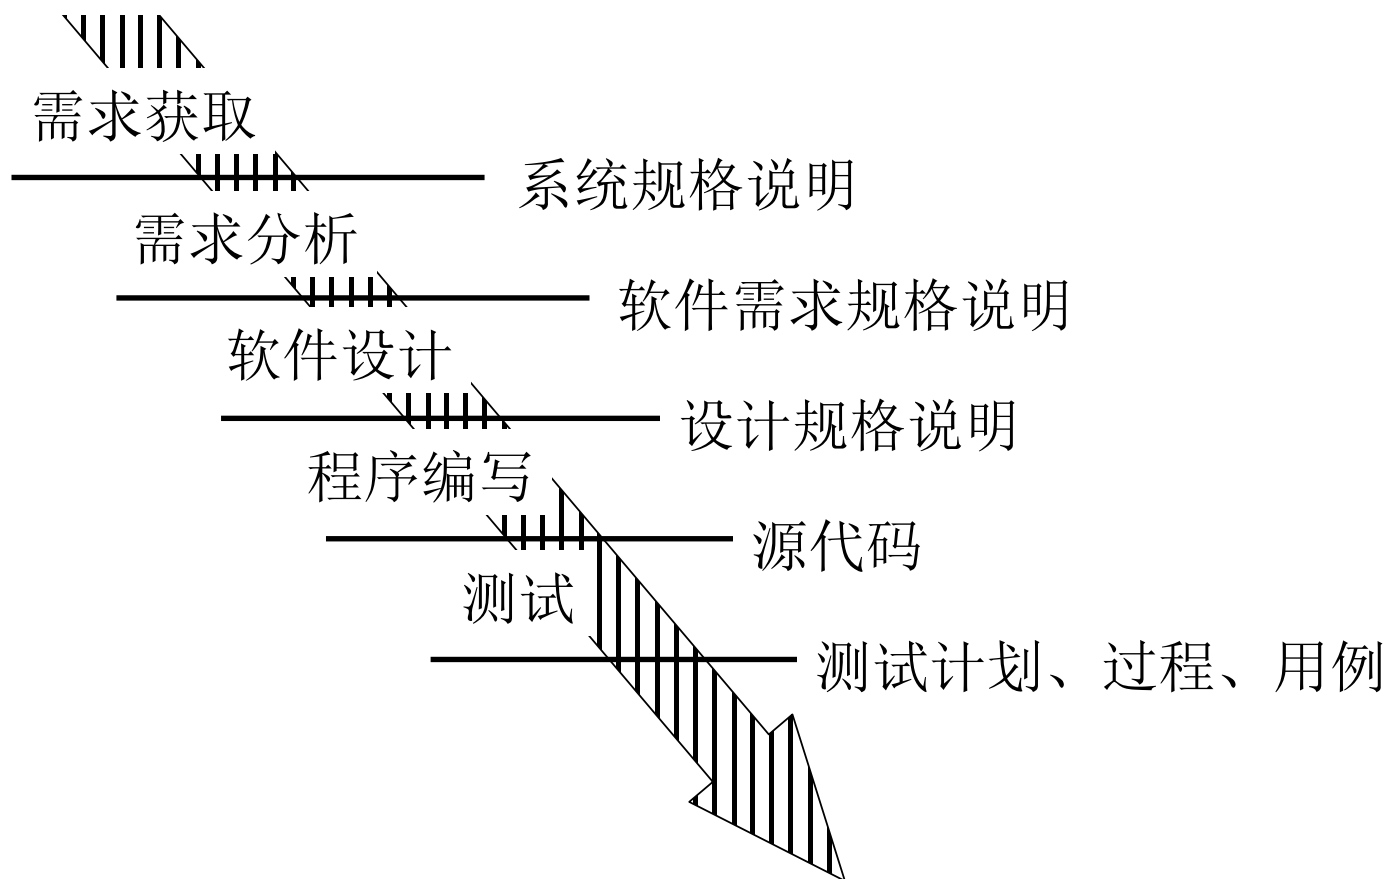 需求获取
系统规格说明
需求分析
软件需求规格说明
软件设计
设计规格说明
程序编写
源代码
测试
测试计划、过程、用例